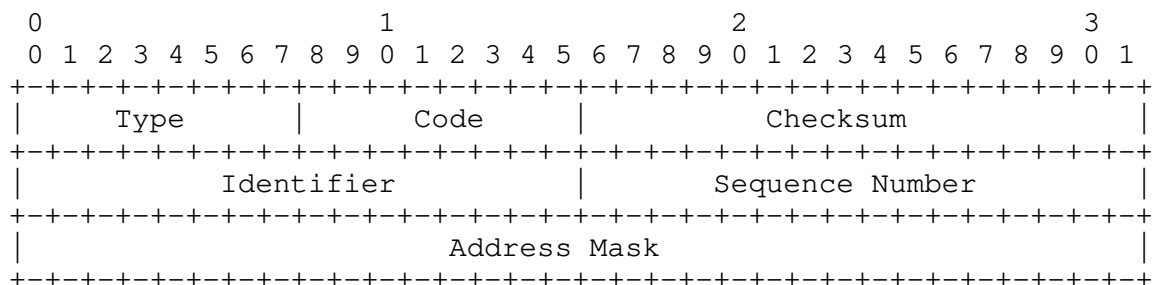 0                   1                   2                   3
 0 1 2 3 4 5 6 7 8 9 0 1 2 3 4 5 6 7 8 9 0 1 2 3 4 5 6 7 8 9 0 1
+-+-+-+-+-+-+-+-+-+-+-+-+-+-+-+-+-+-+-+-+-+-+-+-+-+-+-+-+-+-+-+-+
|     Type      |      Code     |          Checksum             |
+-+-+-+-+-+-+-+-+-+-+-+-+-+-+-+-+-+-+-+-+-+-+-+-+-+-+-+-+-+-+-+-+
|           Identifier          |       Sequence Number         |
+-+-+-+-+-+-+-+-+-+-+-+-+-+-+-+-+-+-+-+-+-+-+-+-+-+-+-+-+-+-+-+-+
|                        Address Mask                           |
+-+-+-+-+-+-+-+-+-+-+-+-+-+-+-+-+-+-+-+-+-+-+-+-+-+-+-+-+-+-+-+-+